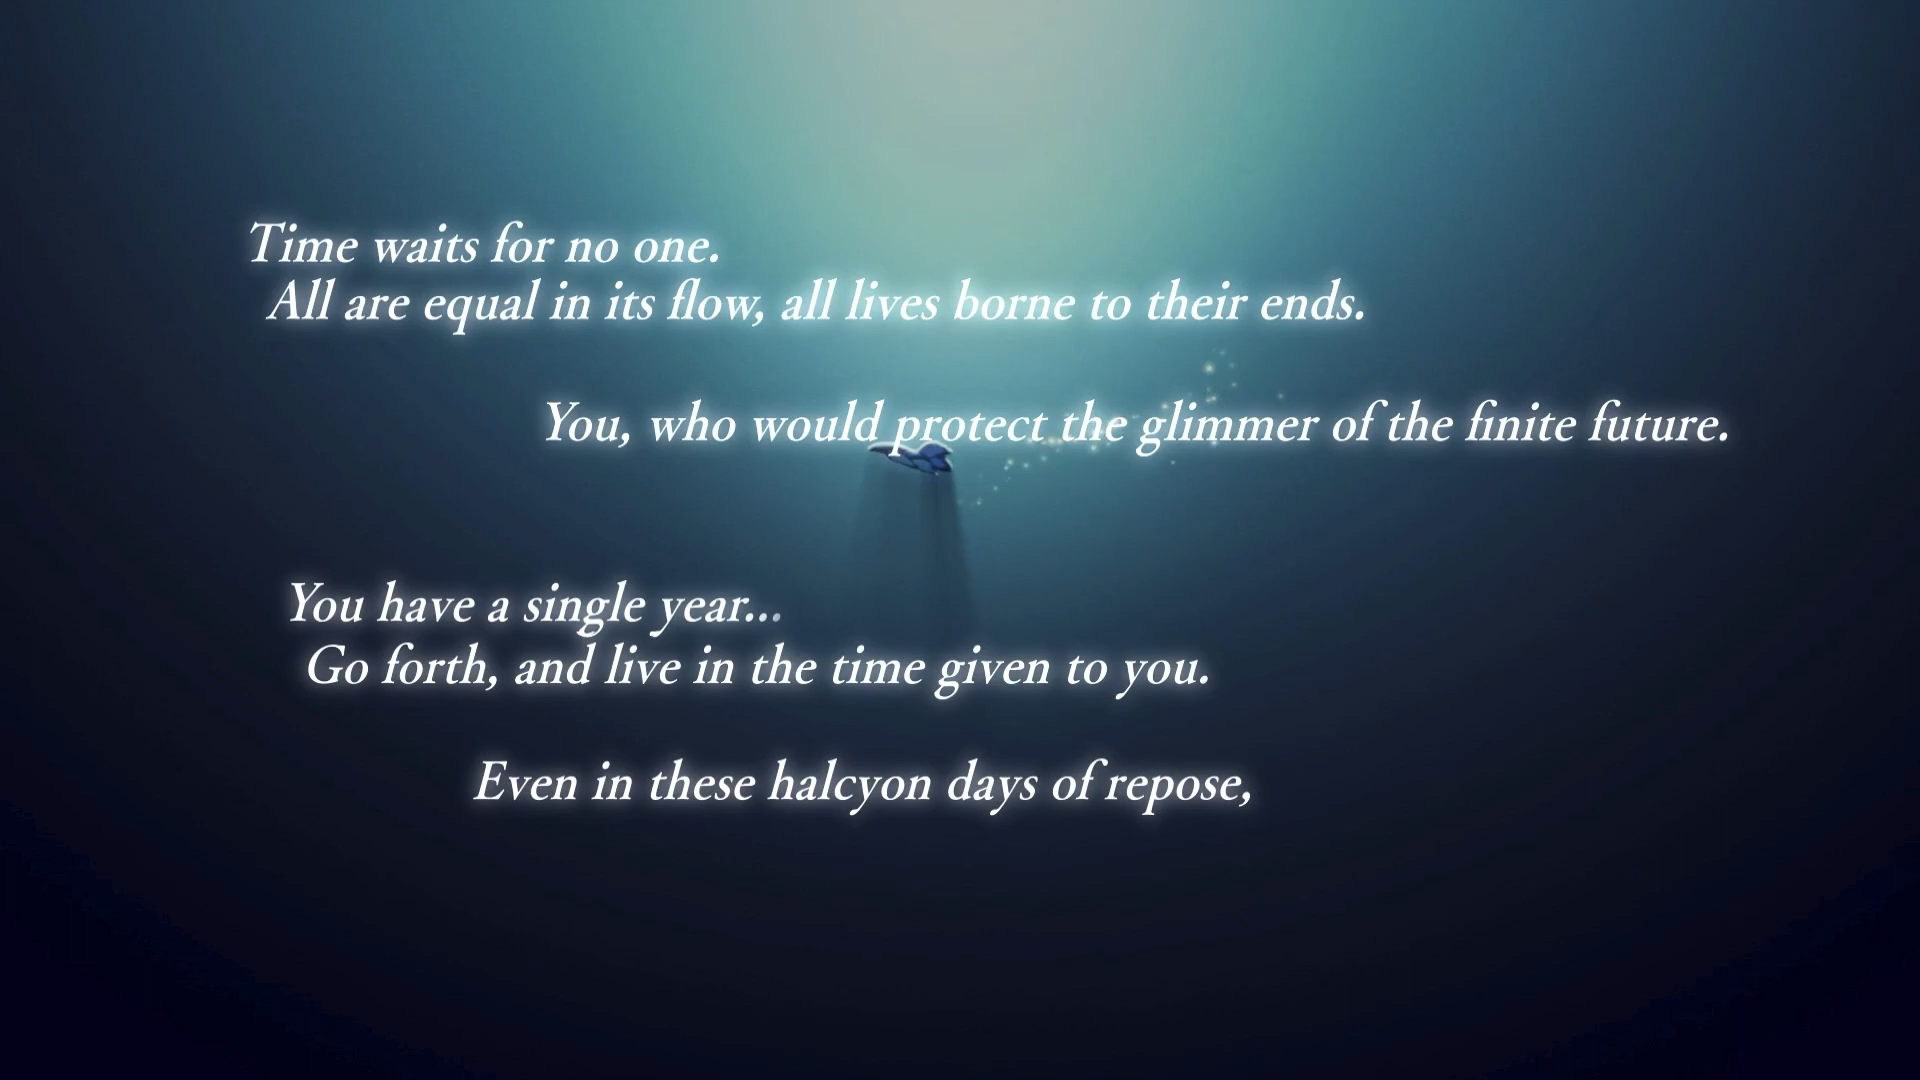 Time waits for no one.
All are equal in its flow, all lives borne to their ends.
You, who would protect the glimmer of the finite future.
You have a single year...
Go forth, and live in the time given to you.
Even in these halcyon days of repose,